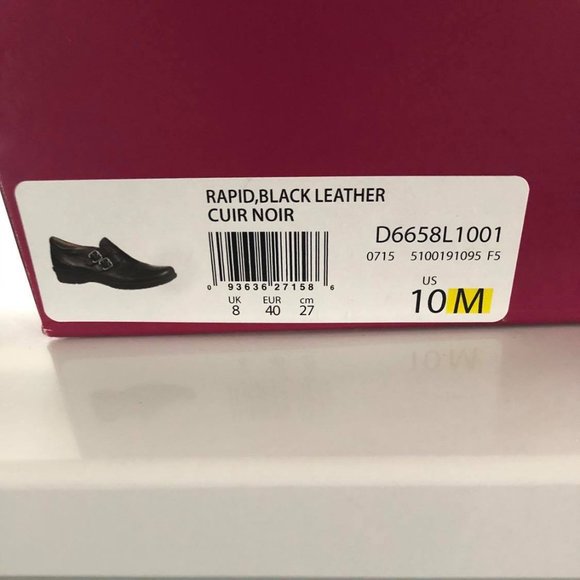 RAPID,BLACK LEATHER
CUIR NOIR
D6658L1001
0715 5100191095 F5
0 93636 27158 6
UK EUR cm
8 40 27
US
10 M